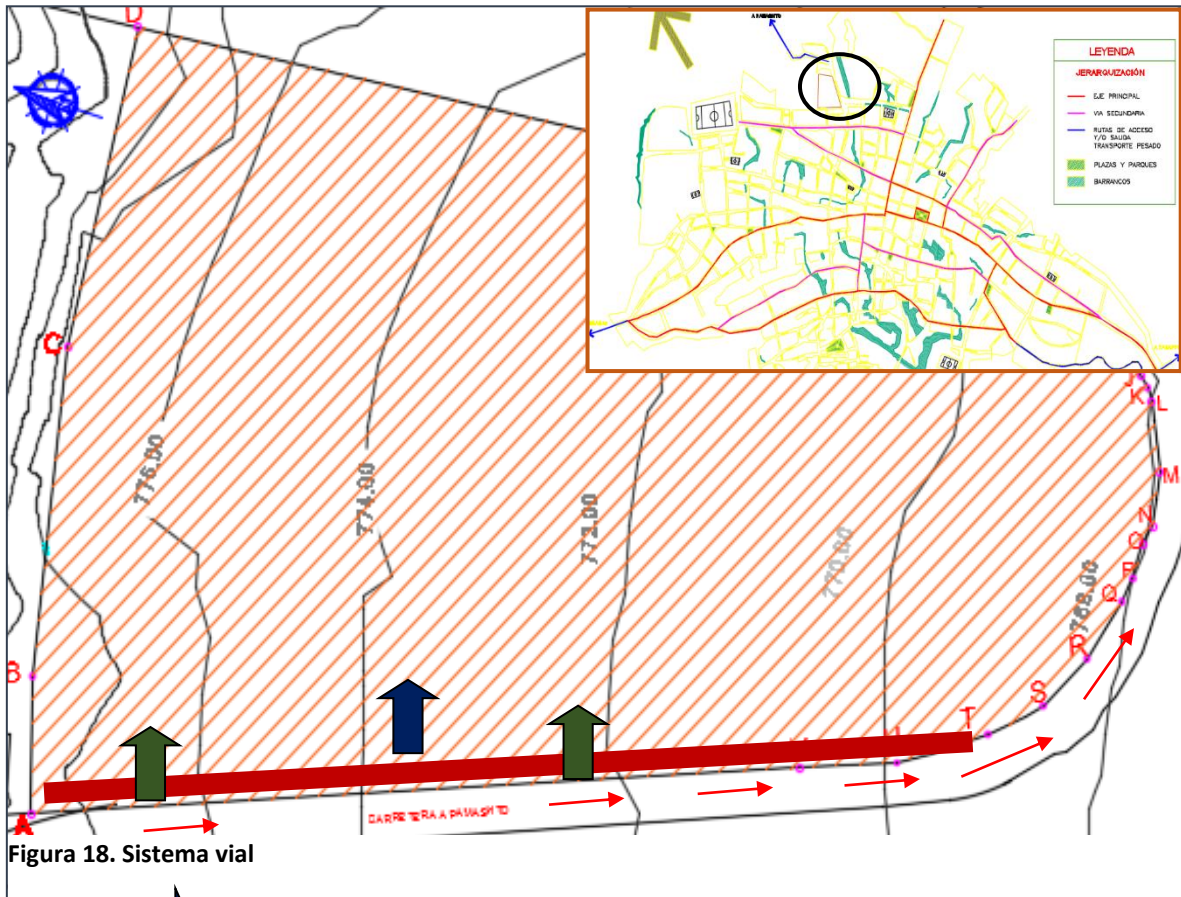 D
LEYENDA
JERARQUIZACIÓN
EJE PRINCIPAL
VIA SECUNDARIA
RUTAS DE ACCESO
Y/O SALIDA
TRANSPORTE PESADO
PLAZAS Y PARQUES
BARRANCOS
C
J
K
L
M
N
776.00
774.00
772.00
770.00
768.00
P
Q
R
B
S
T
A
CARRETERA A PAMASHTO
Figura 18. Sistema vial